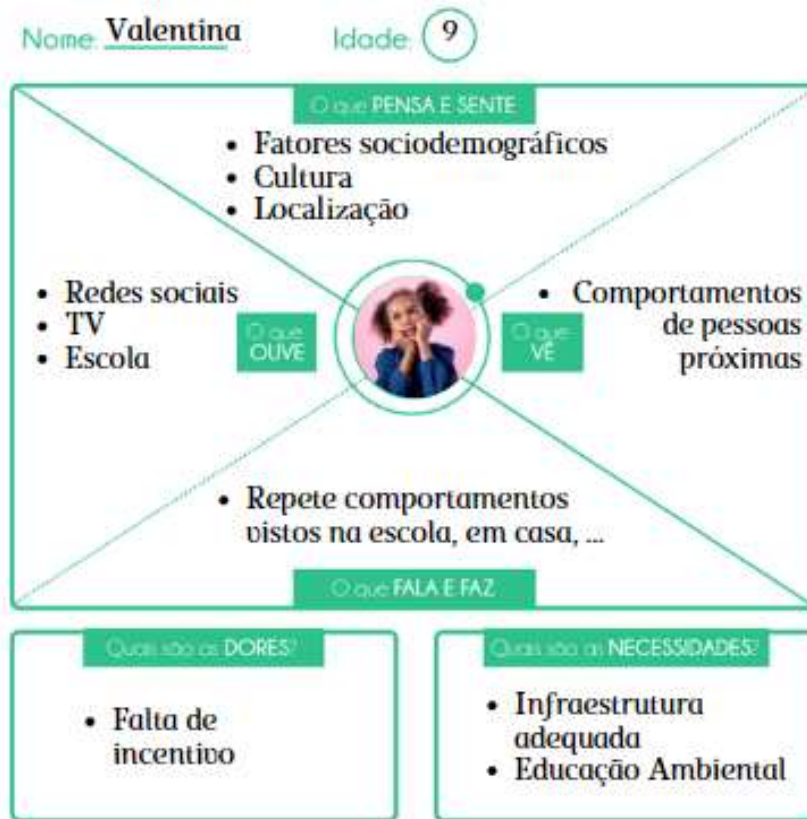 Nome: Valentina Idade: 9
O que PENSA E SENTE
• Fatores sociodemográficos
• Cultura
• Localização
• Redes sociais
• TV
• Escola
O que
OUVE
O que
VÊ
• Comportamentos
de pessoas
próximas
• Repete comportamentos
vistos na escola, em casa, ...
O que FALA E FAZ
Quais são as DORES?
• Falta de
incentivo
Quais são as NECESSIDADES?
• Infraestrutura
adequada
• Educação Ambiental